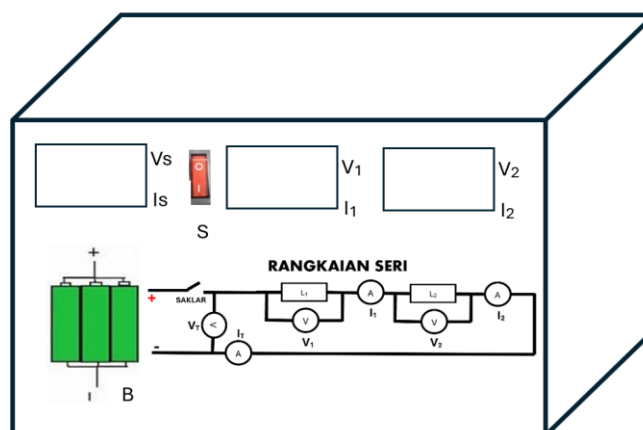 Vs
Is
S
V1
I1
V2
I2
+
B
RANGKAIAN SERI
+
SAKLAR
-
L1
A
I1
L2
A
I2
V
V1
V
V2
VT
V
IT
A